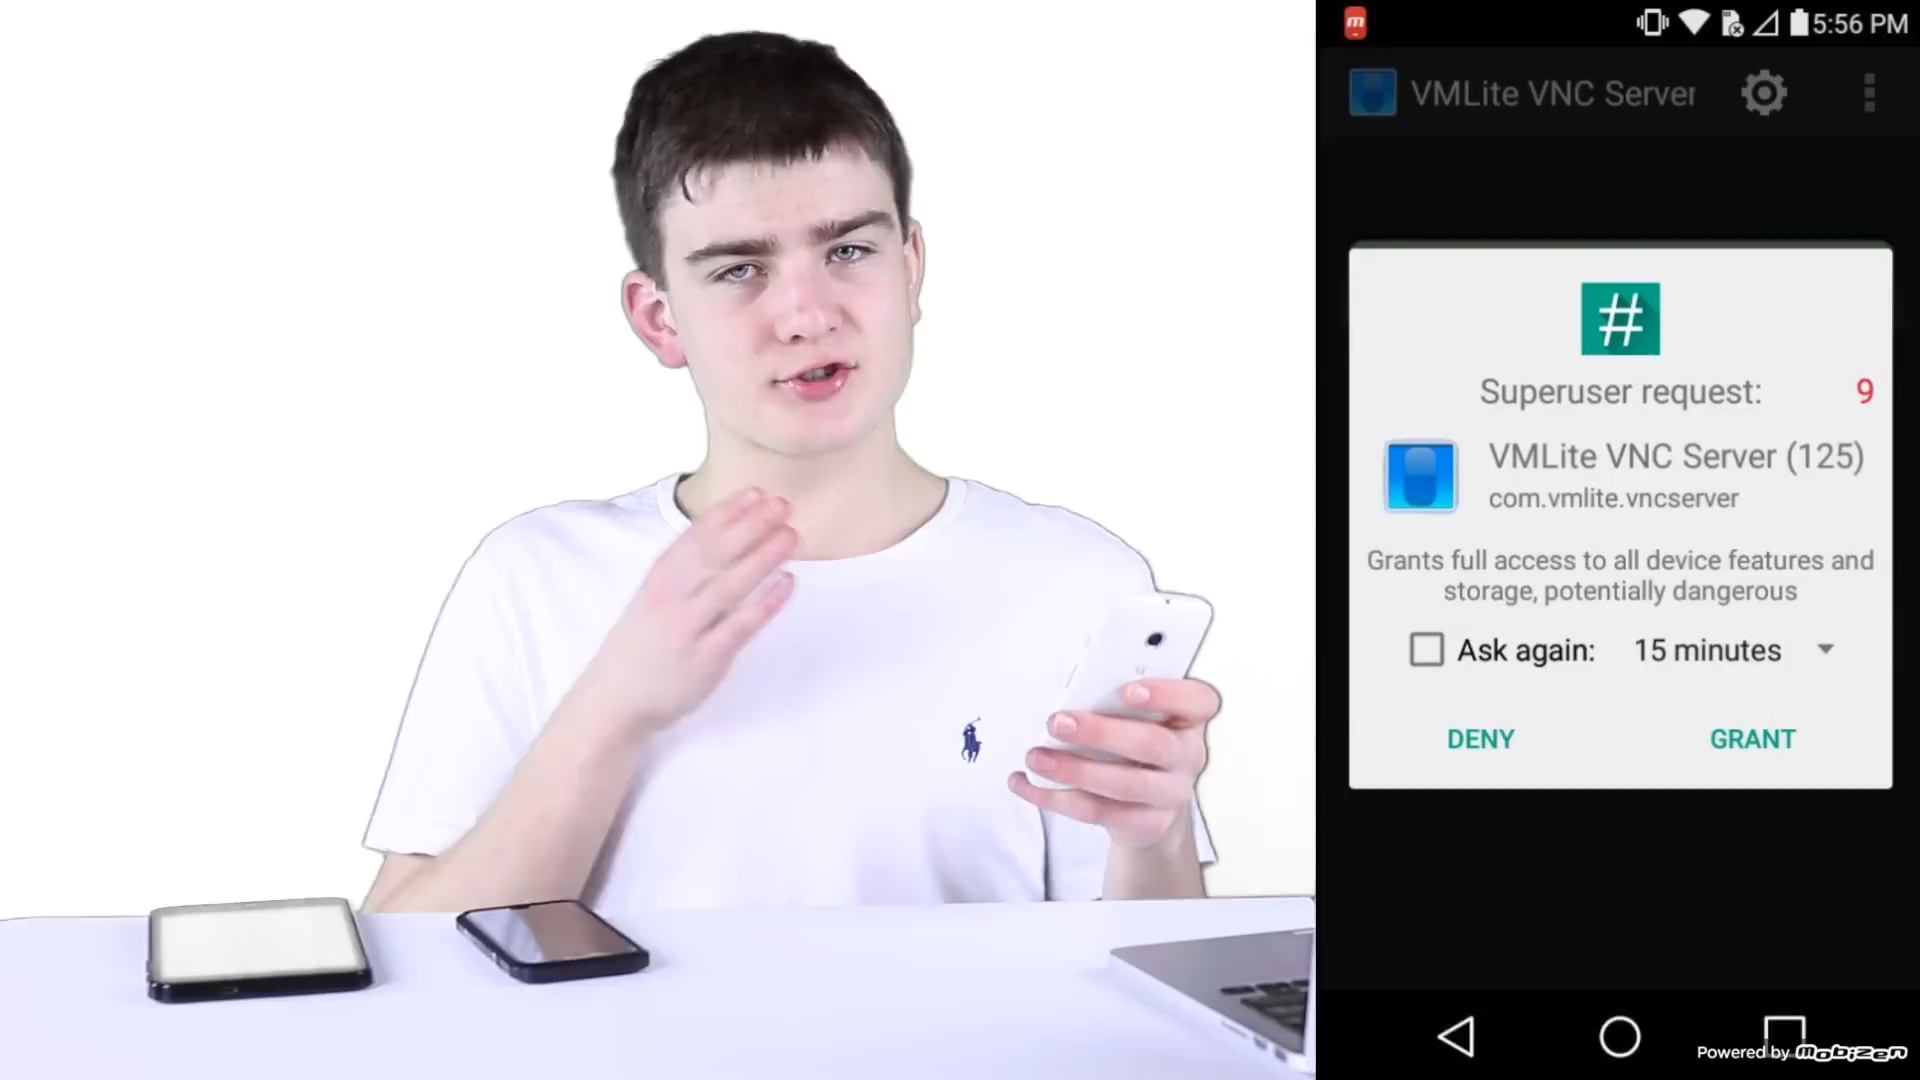 5:56 PM
VMLite VNC Server
#
Superuser request: 9
VMLite VNC Server (125)
com.vmlite.vncserver
Grants full access to all device features and
storage, potentially dangerous
Ask again: 15 minutes
DENY GRANT
Powered by mobizen